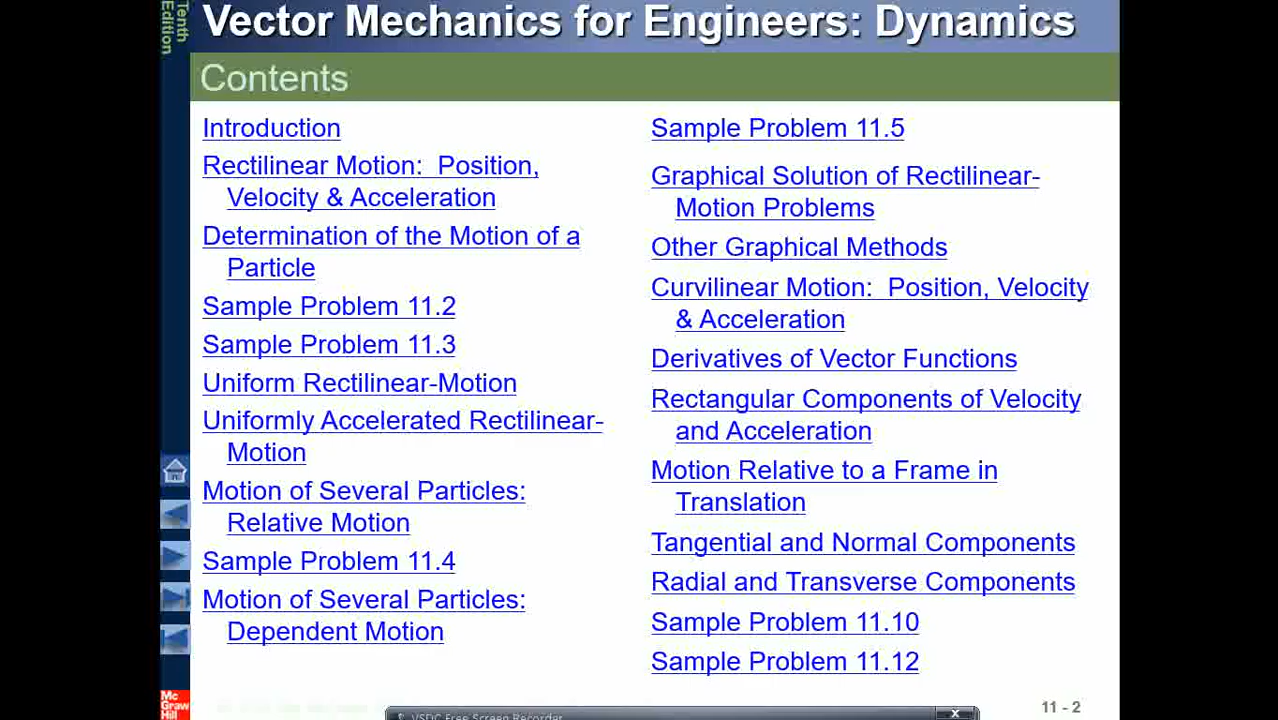 Tenth
Edition
Vector Mechanics for Engineers: Dynamics
Contents
Introduction
Rectilinear Motion: Position,
Velocity & Acceleration
Determination of the Motion of a
Particle
Sample Problem 11.2
Sample Problem 11.3
Uniform Rectilinear-Motion
Uniformly Accelerated Rectilinear-
Motion
Motion of Several Particles:
Relative Motion
Sample Problem 11.4
Motion of Several Particles:
Dependent Motion
Sample Problem 11.5
Graphical Solution of Rectilinear-
Motion Problems
Other Graphical Methods
Curvilinear Motion: Position, Velocity
& Acceleration
Derivatives of Vector Functions
Rectangular Components of Velocity
and Acceleration
Motion Relative to a Frame in
Translation
Tangential and Normal Components
Radial and Transverse Components
Sample Problem 11.10
Sample Problem 11.12
Mc
Graw
Hill
VSDC Free Screen Recorder
11 - 2